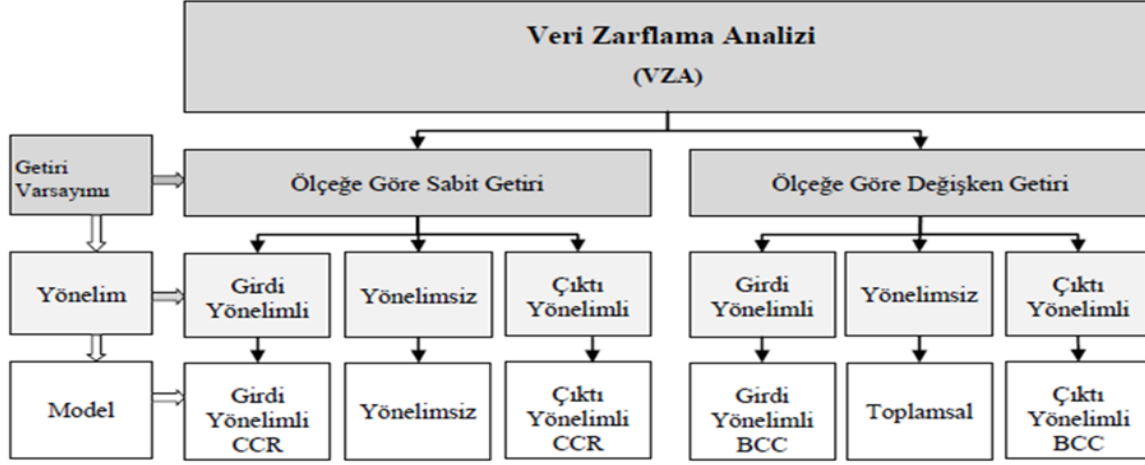 Veri Zarflama Analizi
(VZA)
Getiri
Varsayımı
Ölçeğe Göre Sabit Getiri
Ölçeğe Göre Değişken Getiri
Yönelim
Girdi
Yönelimli
Yönelimsiz
Çıktı
Yönelimli
Girdi
Yönelimli
Yönelimsiz
Çıktı
Yönelimli
Model
Girdi
Yönelimli
CCR
Yönelimsiz
Çıktı
Yönelimli
CCR
Girdi
Yönelimli
BCC
Toplamsal
Çıktı
Yönelimli
BCC